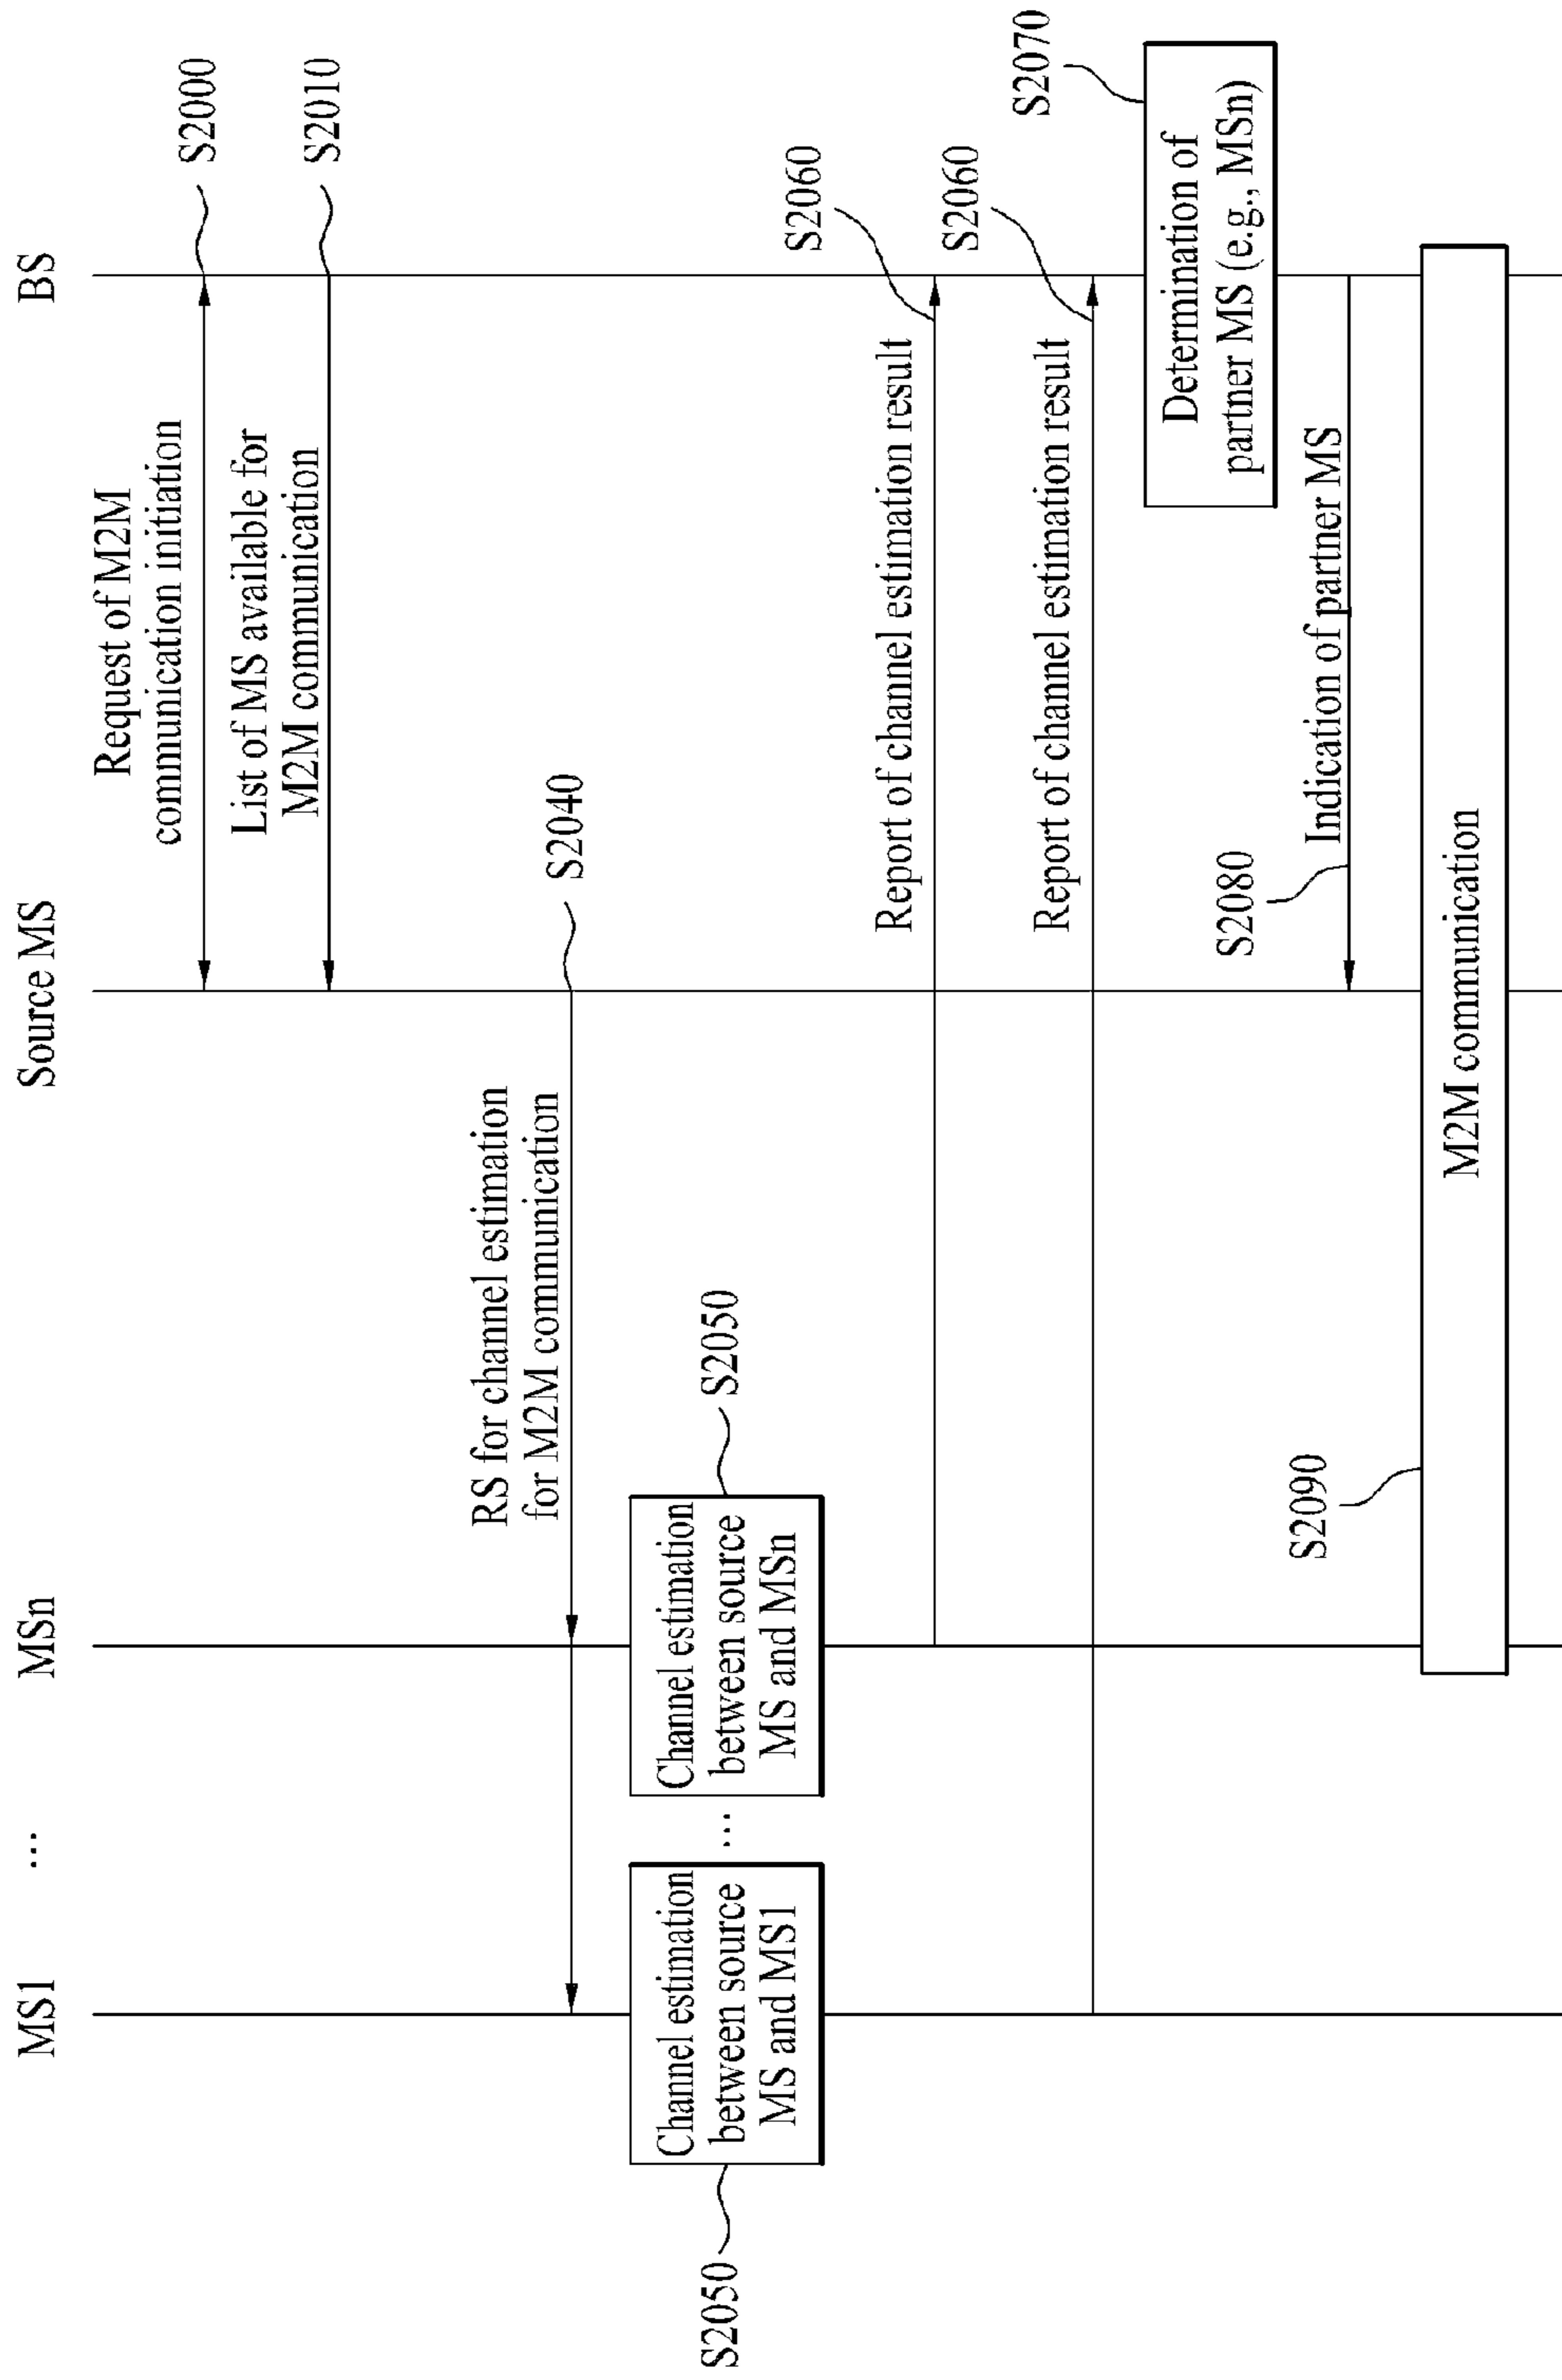 MS1
...
MSn
Source MS
BS
Request of M2M
communication initiation
S2000
List of MS available for
M2M communication
S2010
RS for channel estimation
for M2M communication
S2040
S2050
Channel estimation
between source
MS and MS1
...
Channel estimation
between source
MS and MSn
S2050
Report of channel estimation result
S2060
Report of channel estimation result
S2060
Determination of
partner MS (e.g., MSn)
S2070
S2080
Indication of partner MS
S2090
M2M communication